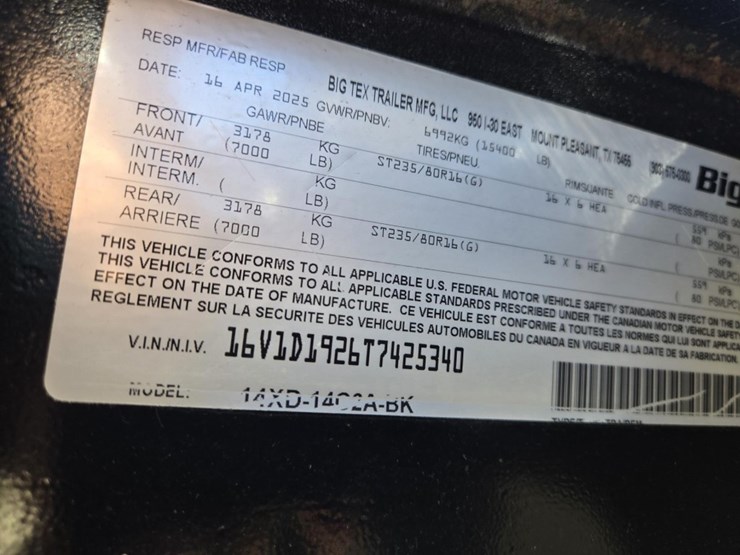 RESP MFR/FAB RESP BIG TEX TRAILER MFG, LLC 950 I-30 EAST MOUNT PLEASANT, TX 75455 Big
DATE: 16 APR 2025 GVWR/PNBV: 6992KG (15400 LB)
GAWR/PNBE TIRES/PNEU RIMS/JANTE
FRONT/ 3178 KG ST235/80R16(G) 16 X 6 HEA
AVANT (7000 LB)
INTERM/ KG
INTERM. ( LB)
REAR/ 3178 KG ST235/80R16(G) 16 X 6 HEA
ARRIERE (7000 LB)
THIS VEHICLE CONFORMS TO ALL APPLICABLE U.S. FEDERAL MOTOR VEHICLE SAFETY STANDARDS IN EFFECT ON THE
THIS VEHICLE CONFORMS TO ALL APPLICABLE STANDARDS PRESCRIBED UNDER THE CANADIAN MOTOR VEHICLE SAFETY
EFFECT ON THE DATE OF MANUFACTURE. CE VEHICULE EST CONFORME A TOUTES LES NORMES QUI LUI SONT
REGLEMENT SUR LA SECURITE DES VEHICULES AUTOMOBILES DU CANADA EN VIGUEUR A LA DATE DE SA FABRICATION.
V.I.N./N.I.V. 16V1D1926T7425340
MODEL: